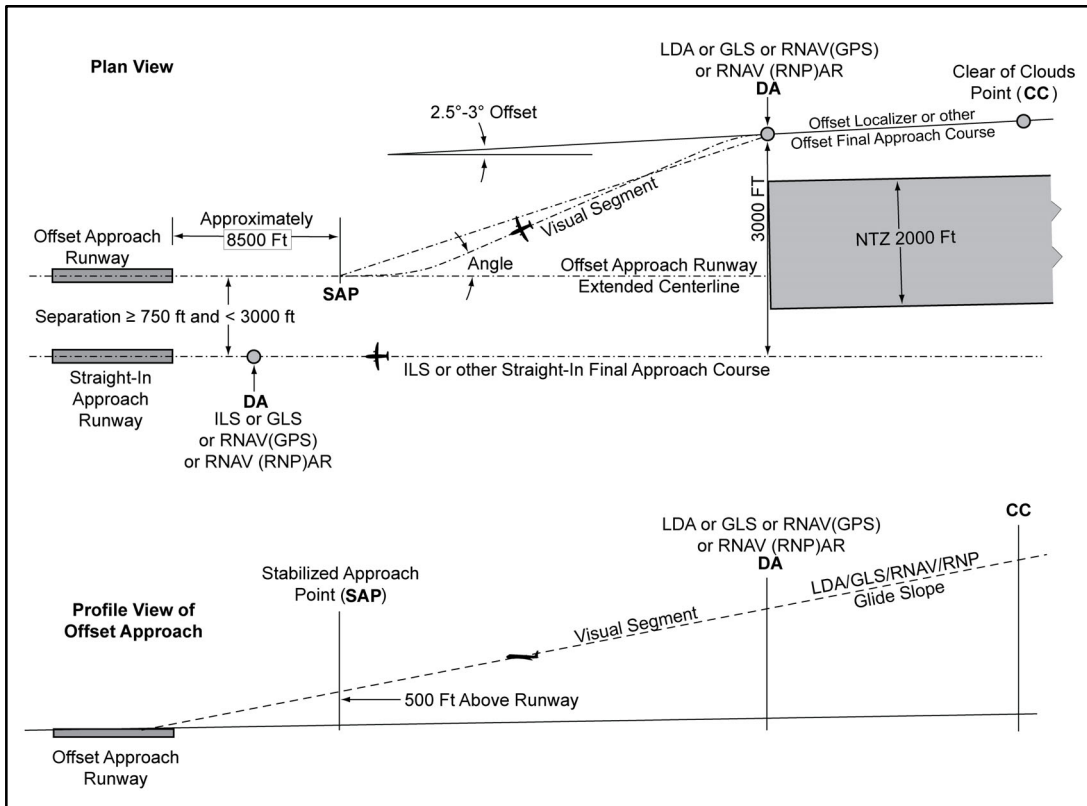 Plan View
LDA or GLS or RNAV(GPS)
or RNAV (RNP)AR
DA
Clear of Clouds
Point (CC)
2.5°-3° Offset
Offset Localizer or other
Offset Final Approach Course
Approximately
8500 Ft
Offset Approach
Runway
Visual Segment
3000 FT
NTZ 2000 Ft
Angle
SAP
Offset Approach Runway
Extended Centerline
Separation ≥ 750 ft and < 3000 ft
Straight-In
Approach
Runway
ILS or other Straight-In Final Approach Course
DA
ILS or GLS
or RNAV(GPS)
or RNAV (RNP)AR
Profile View of
Offset Approach
Stabilized Approach
Point (SAP)
LDA or GLS or RNAV(GPS)
or RNAV (RNP)AR
DA
CC
LDA/GLS/RNAV/RNP
Glide Slope
Visual Segment
500 Ft Above Runway
Offset Approach
Runway